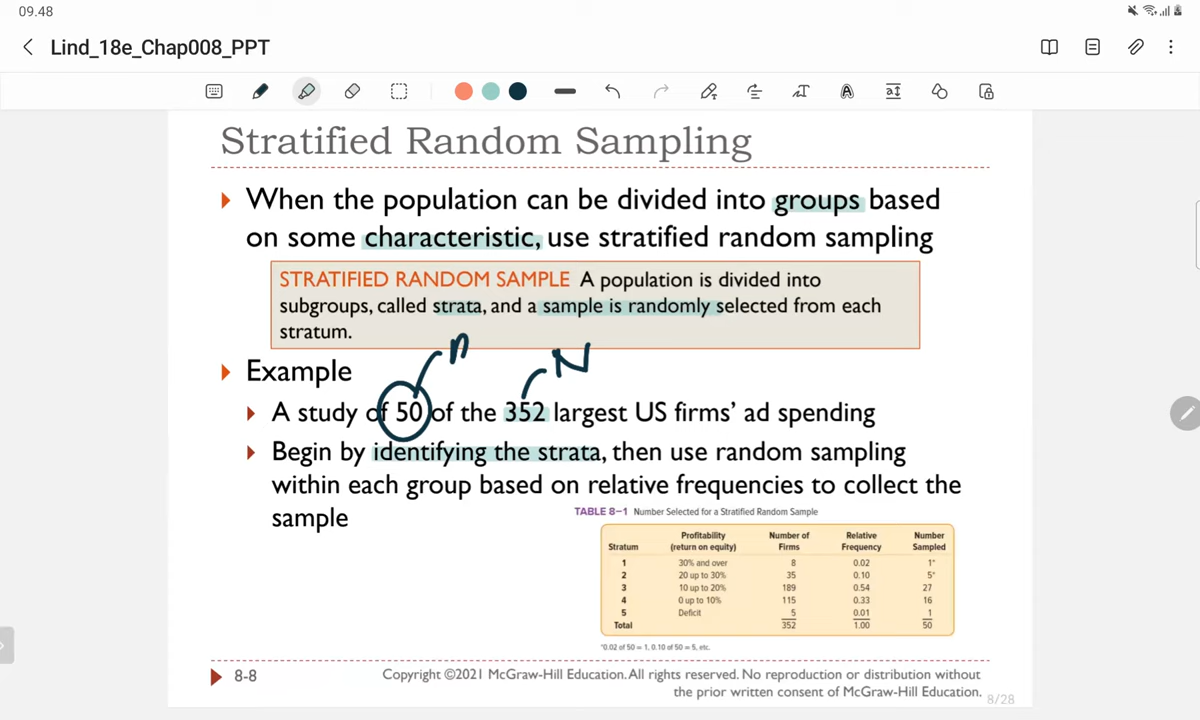 09.48
Lind_18e_Chap008_PPT
Stratified Random Sampling
When the population can be divided into groups based
on some characteristic, use stratified random sampling
STRATIFIED RANDOM SAMPLE A population is divided into
subgroups, called strata, and a sample is randomly selected from each
stratum.
n
N
Example
A study of 50 of the 352 largest US firms' ad spending
Begin by identifying the strata, then use random sampling
within each group based on relative frequencies to collect the
sample
TABLE 8–1 Number Selected for a Stratified Random Sample
Stratum Profitability (return on equity) Number of Firms Relative Frequency Number Sampled
1 30% and over 8 0.02 1*
2 20 up to 30% 35 0.10 5*
3 10 up to 20% 189 0.54 27
4 0 up to 10% 115 0.33 16
5 Deficit 5 0.01 1
Total 352 1.00 50
*0.02 of 50 = 1, 0.10 of 50 = 5, etc.
8-8
Copyright ©2021 McGraw-Hill Education. All rights reserved. No reproduction or distribution without
the prior written consent of McGraw-Hill Education.
8/28